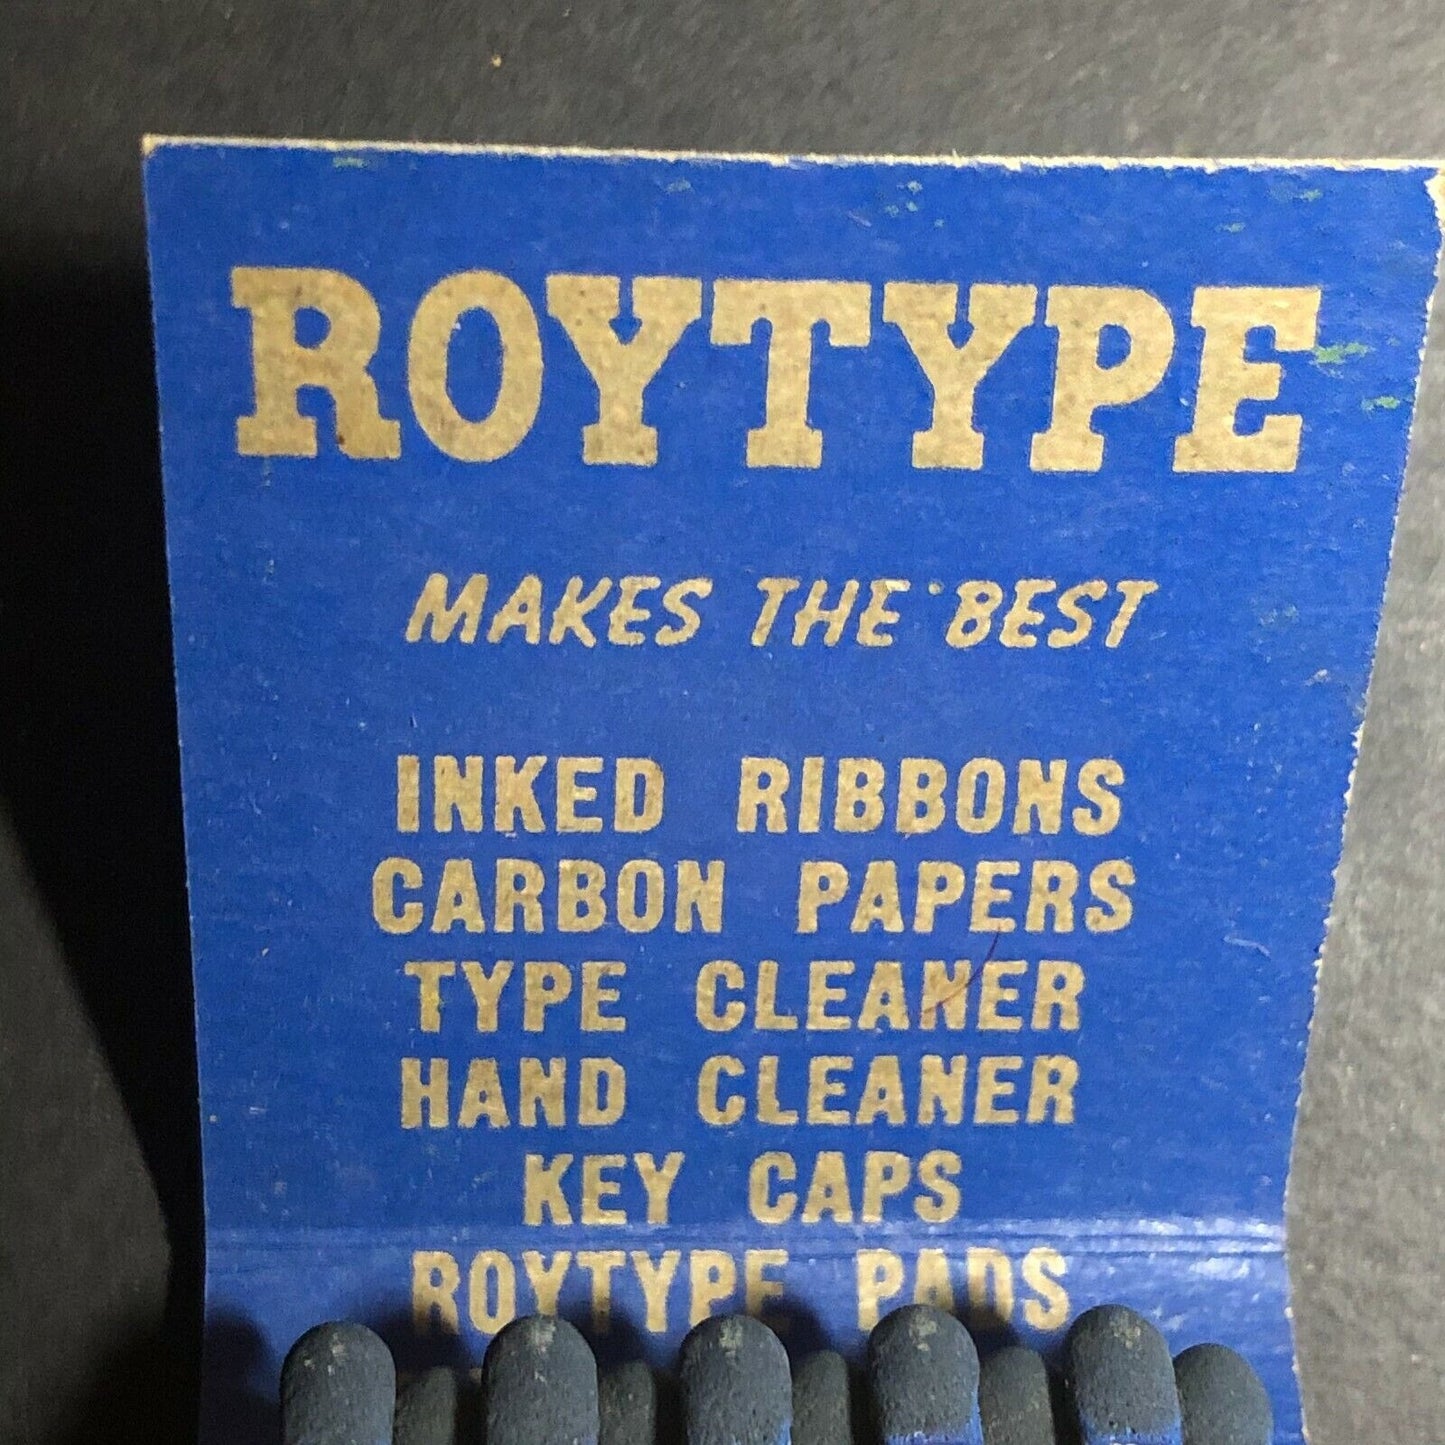 ROYTYPE
MAKES THE BEST
INKED RIBBONS
CARBON PAPERS
TYPE CLEANER
HAND CLEANER
KEY CAPS
ROYTYPE PADS